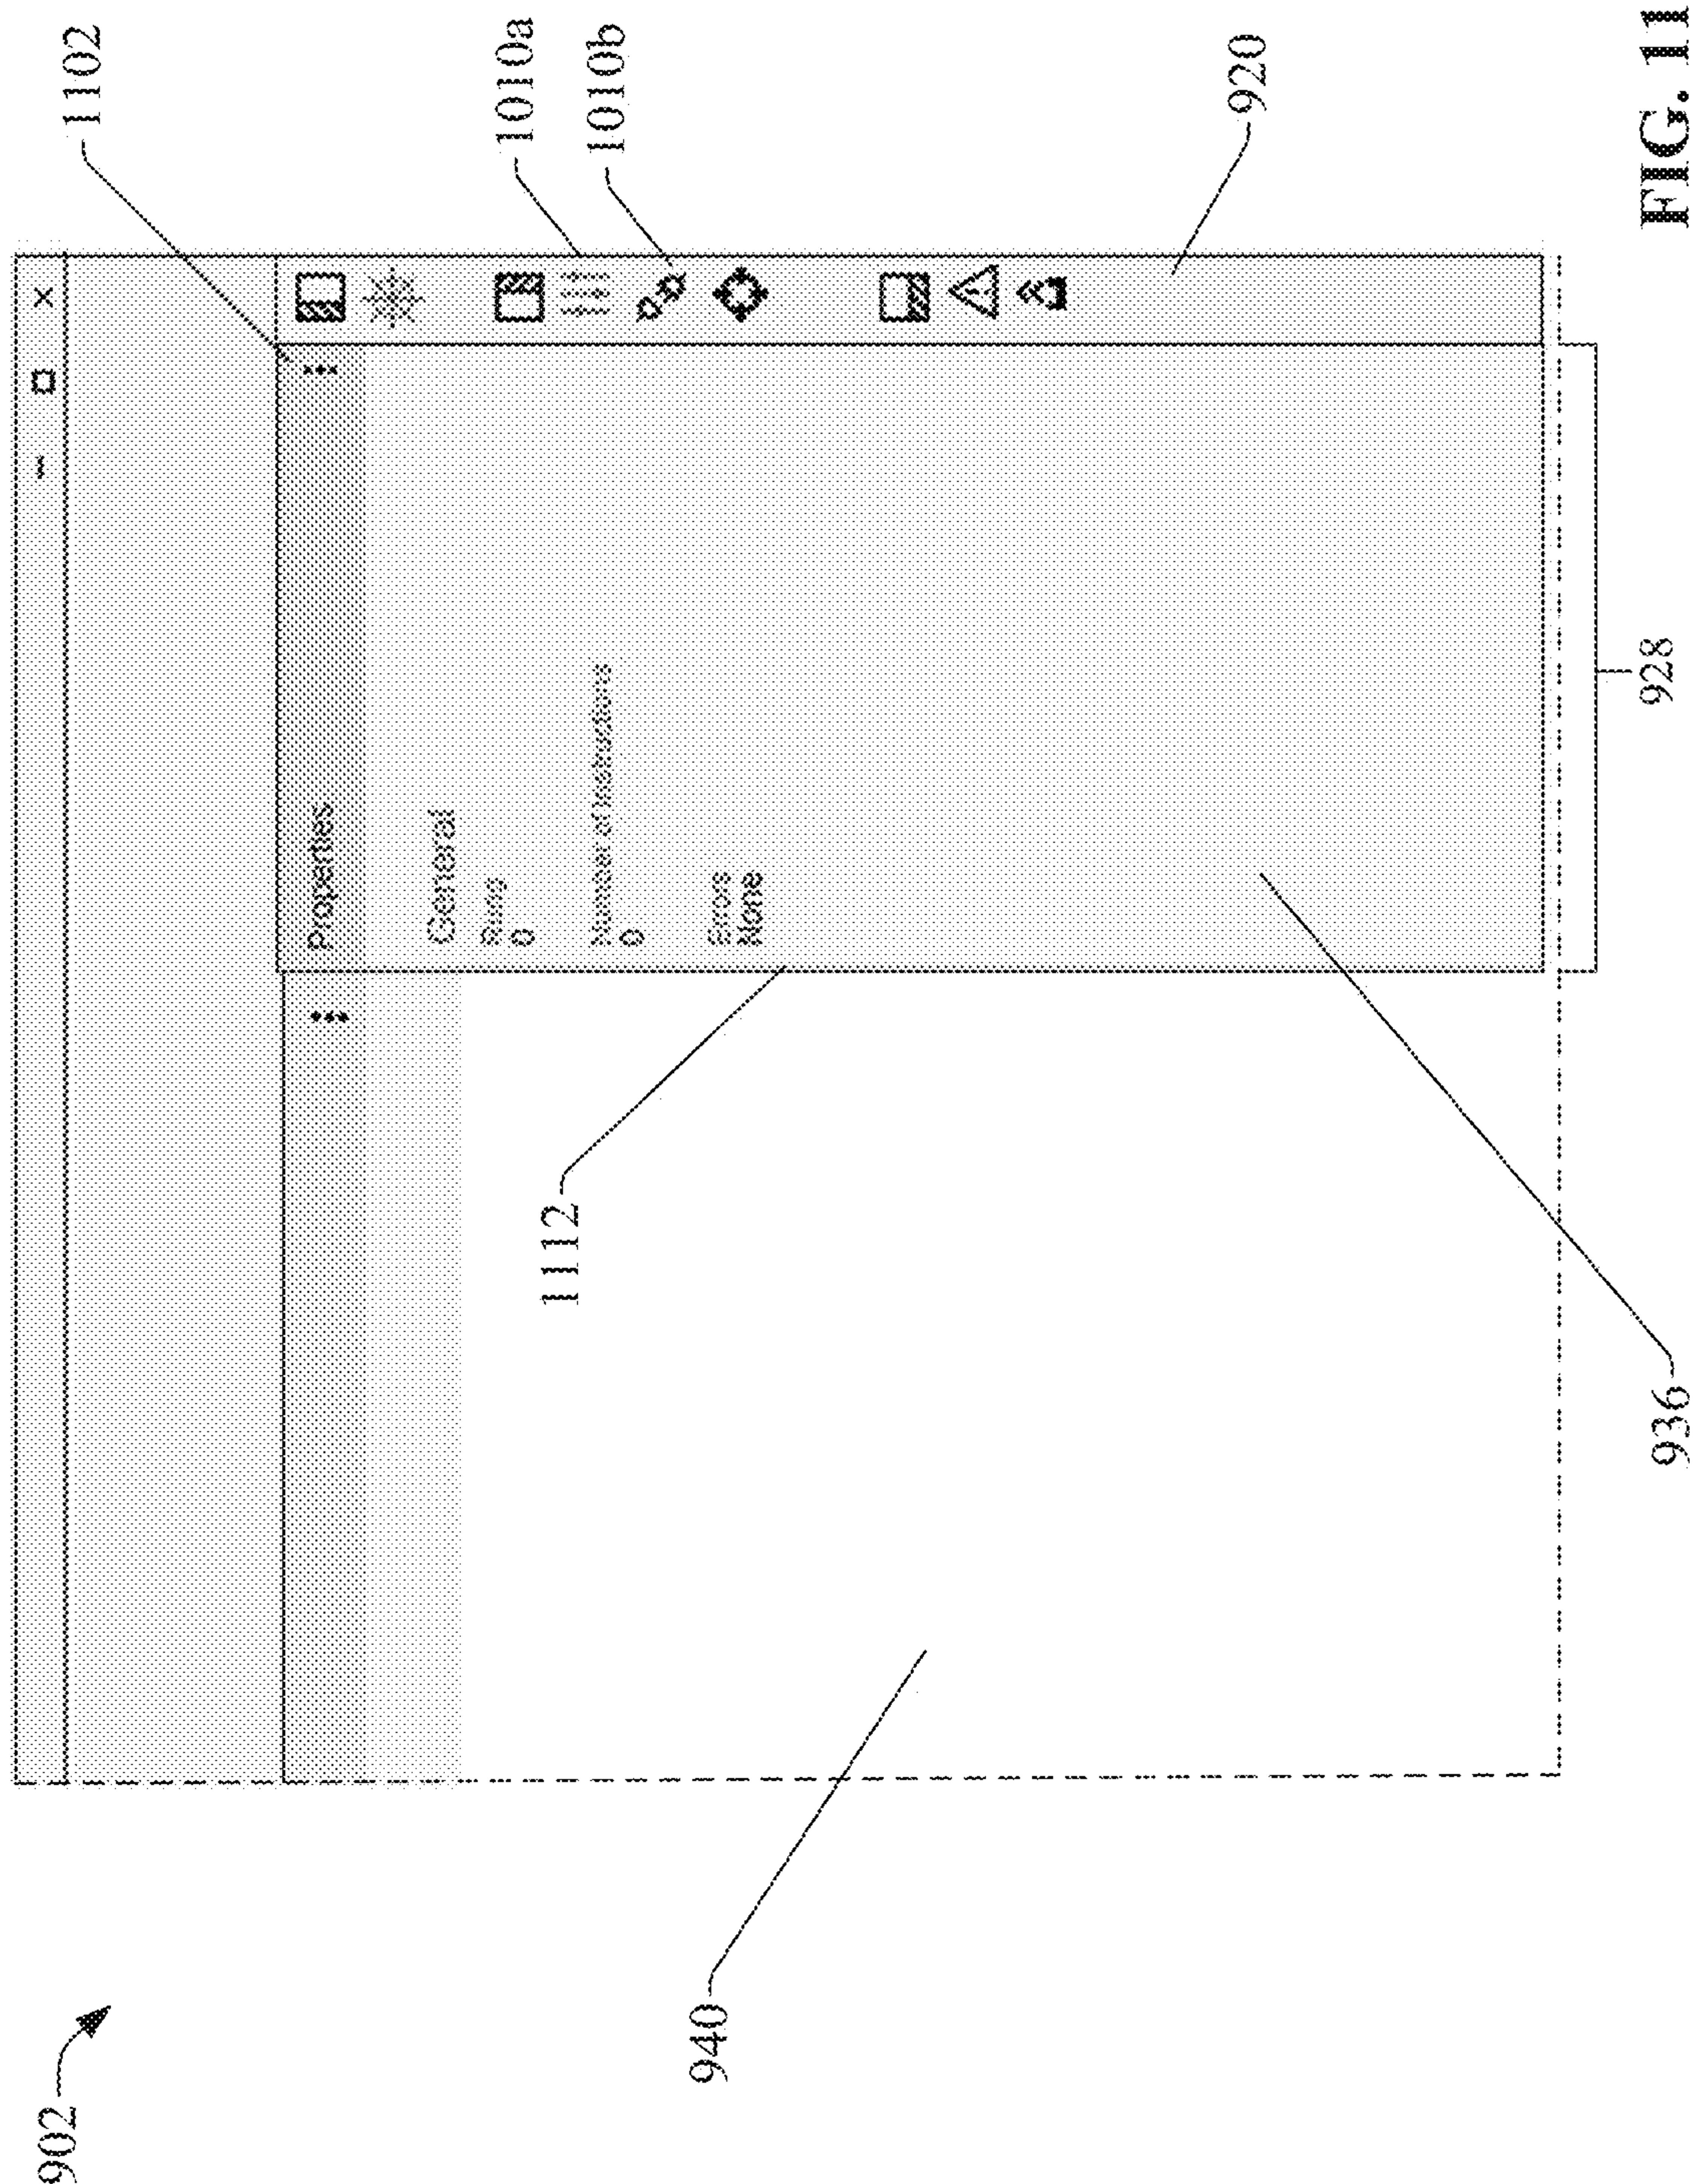 902
1102
Properties
1010a
General
Rung
0
1010b
Number of Instructions
0
1112
Errors
None
940
920
928
936
FIG. 11